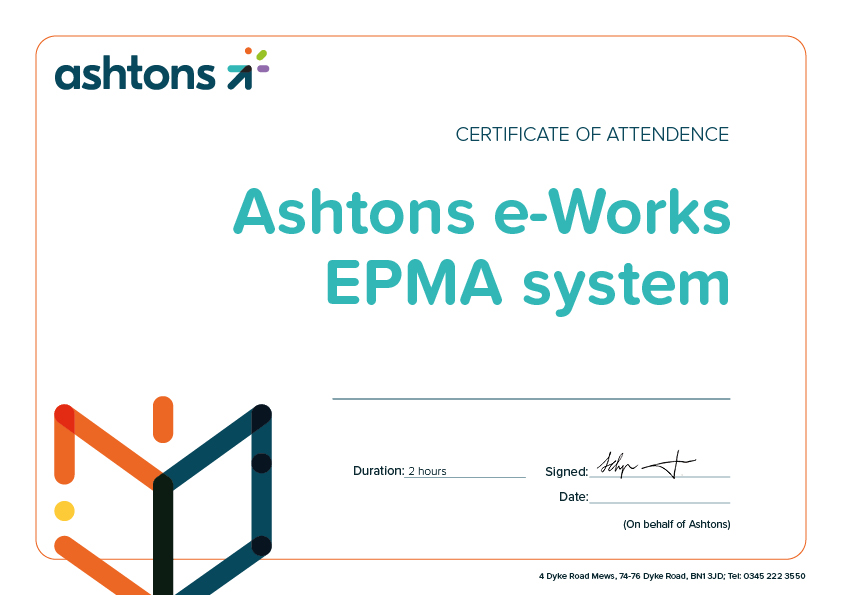 ashtons
CERTIFICATE OF ATTENDENCE
Ashtons e-Works
EPMA system
Duration: 2 hours
Signed:
Date:
(On behalf of Ashtons)
4 Dyke Road Mews, 74-76 Dyke Road, BN1 3JD; Tel: 0345 222 3550